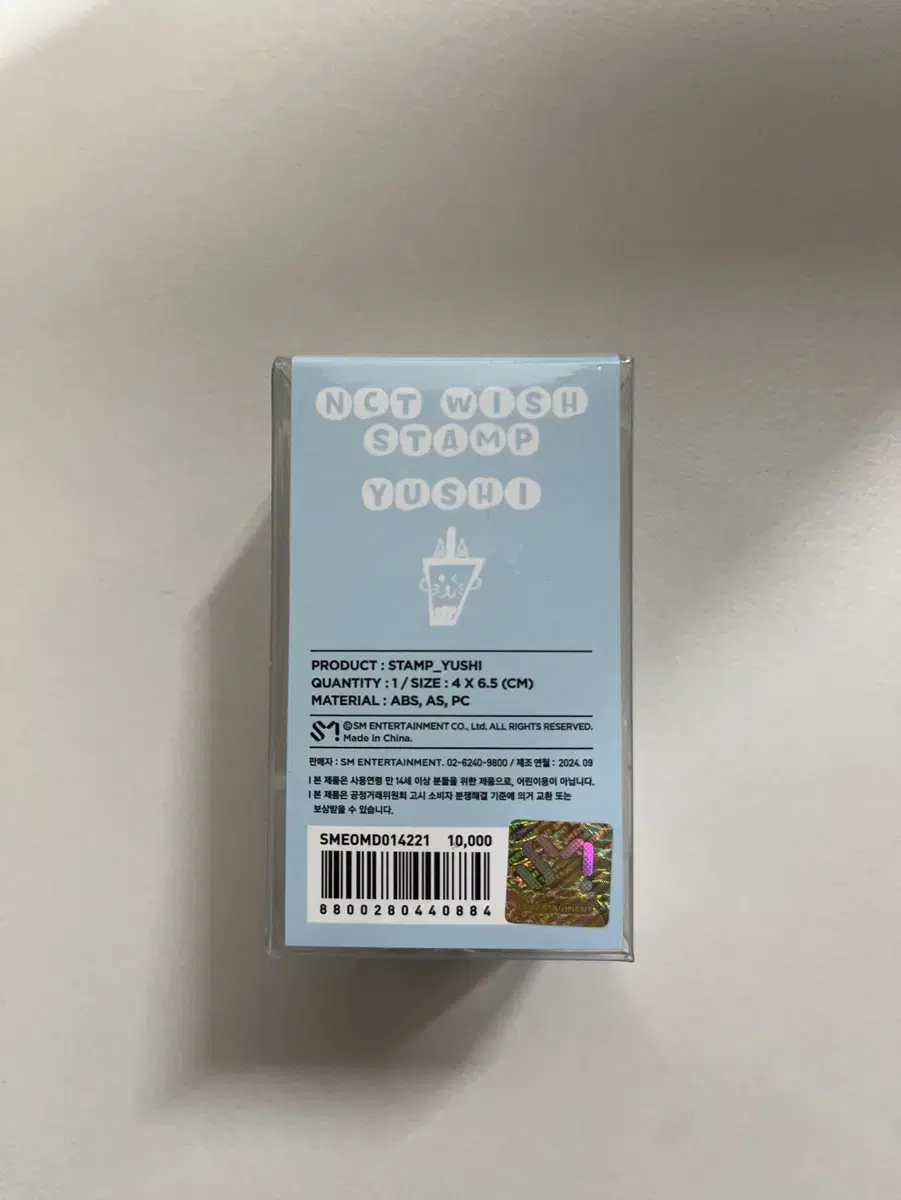 NCT WISH
STAMP
YUSHI
PRODUCT : STAMP_YUSHI
QUANTITY : 1 / SIZE : 4 X 6.5 (CM)
MATERIAL : ABS, AS, PC
©SM ENTERTAINMENT CO., Ltd. ALL RIGHTS RESERVED.
Made in China.
판매자 : SM ENTERTAINMENT. 02-6240-9800 / 제조 연월 : 2024. 09
I 본 제품은 사용연령 만 14세 이상 분들을 위한 제품으로, 어린이용이 아닙니다.
I 본 제품은 공정거래위원회 고시 소비자 분쟁해결 기준에 의거 교환 또는
보상받을 수 있습니다.
SMEOMD014221 10,000
8800280440884